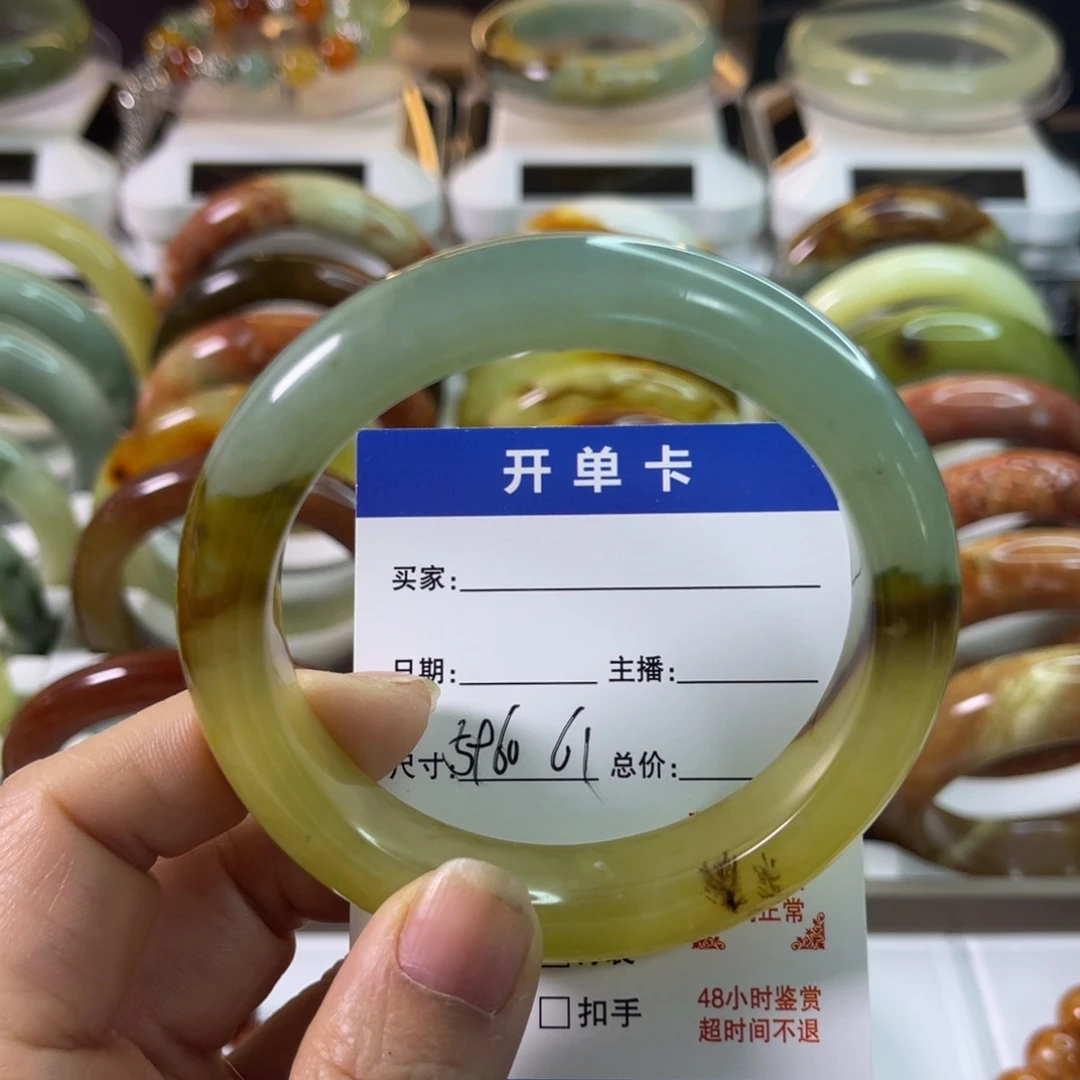 开单卡
买家:
日期: 主播:
尺寸: 5960 61 总价:
正常
扣手
48小时鉴赏
超时间不退